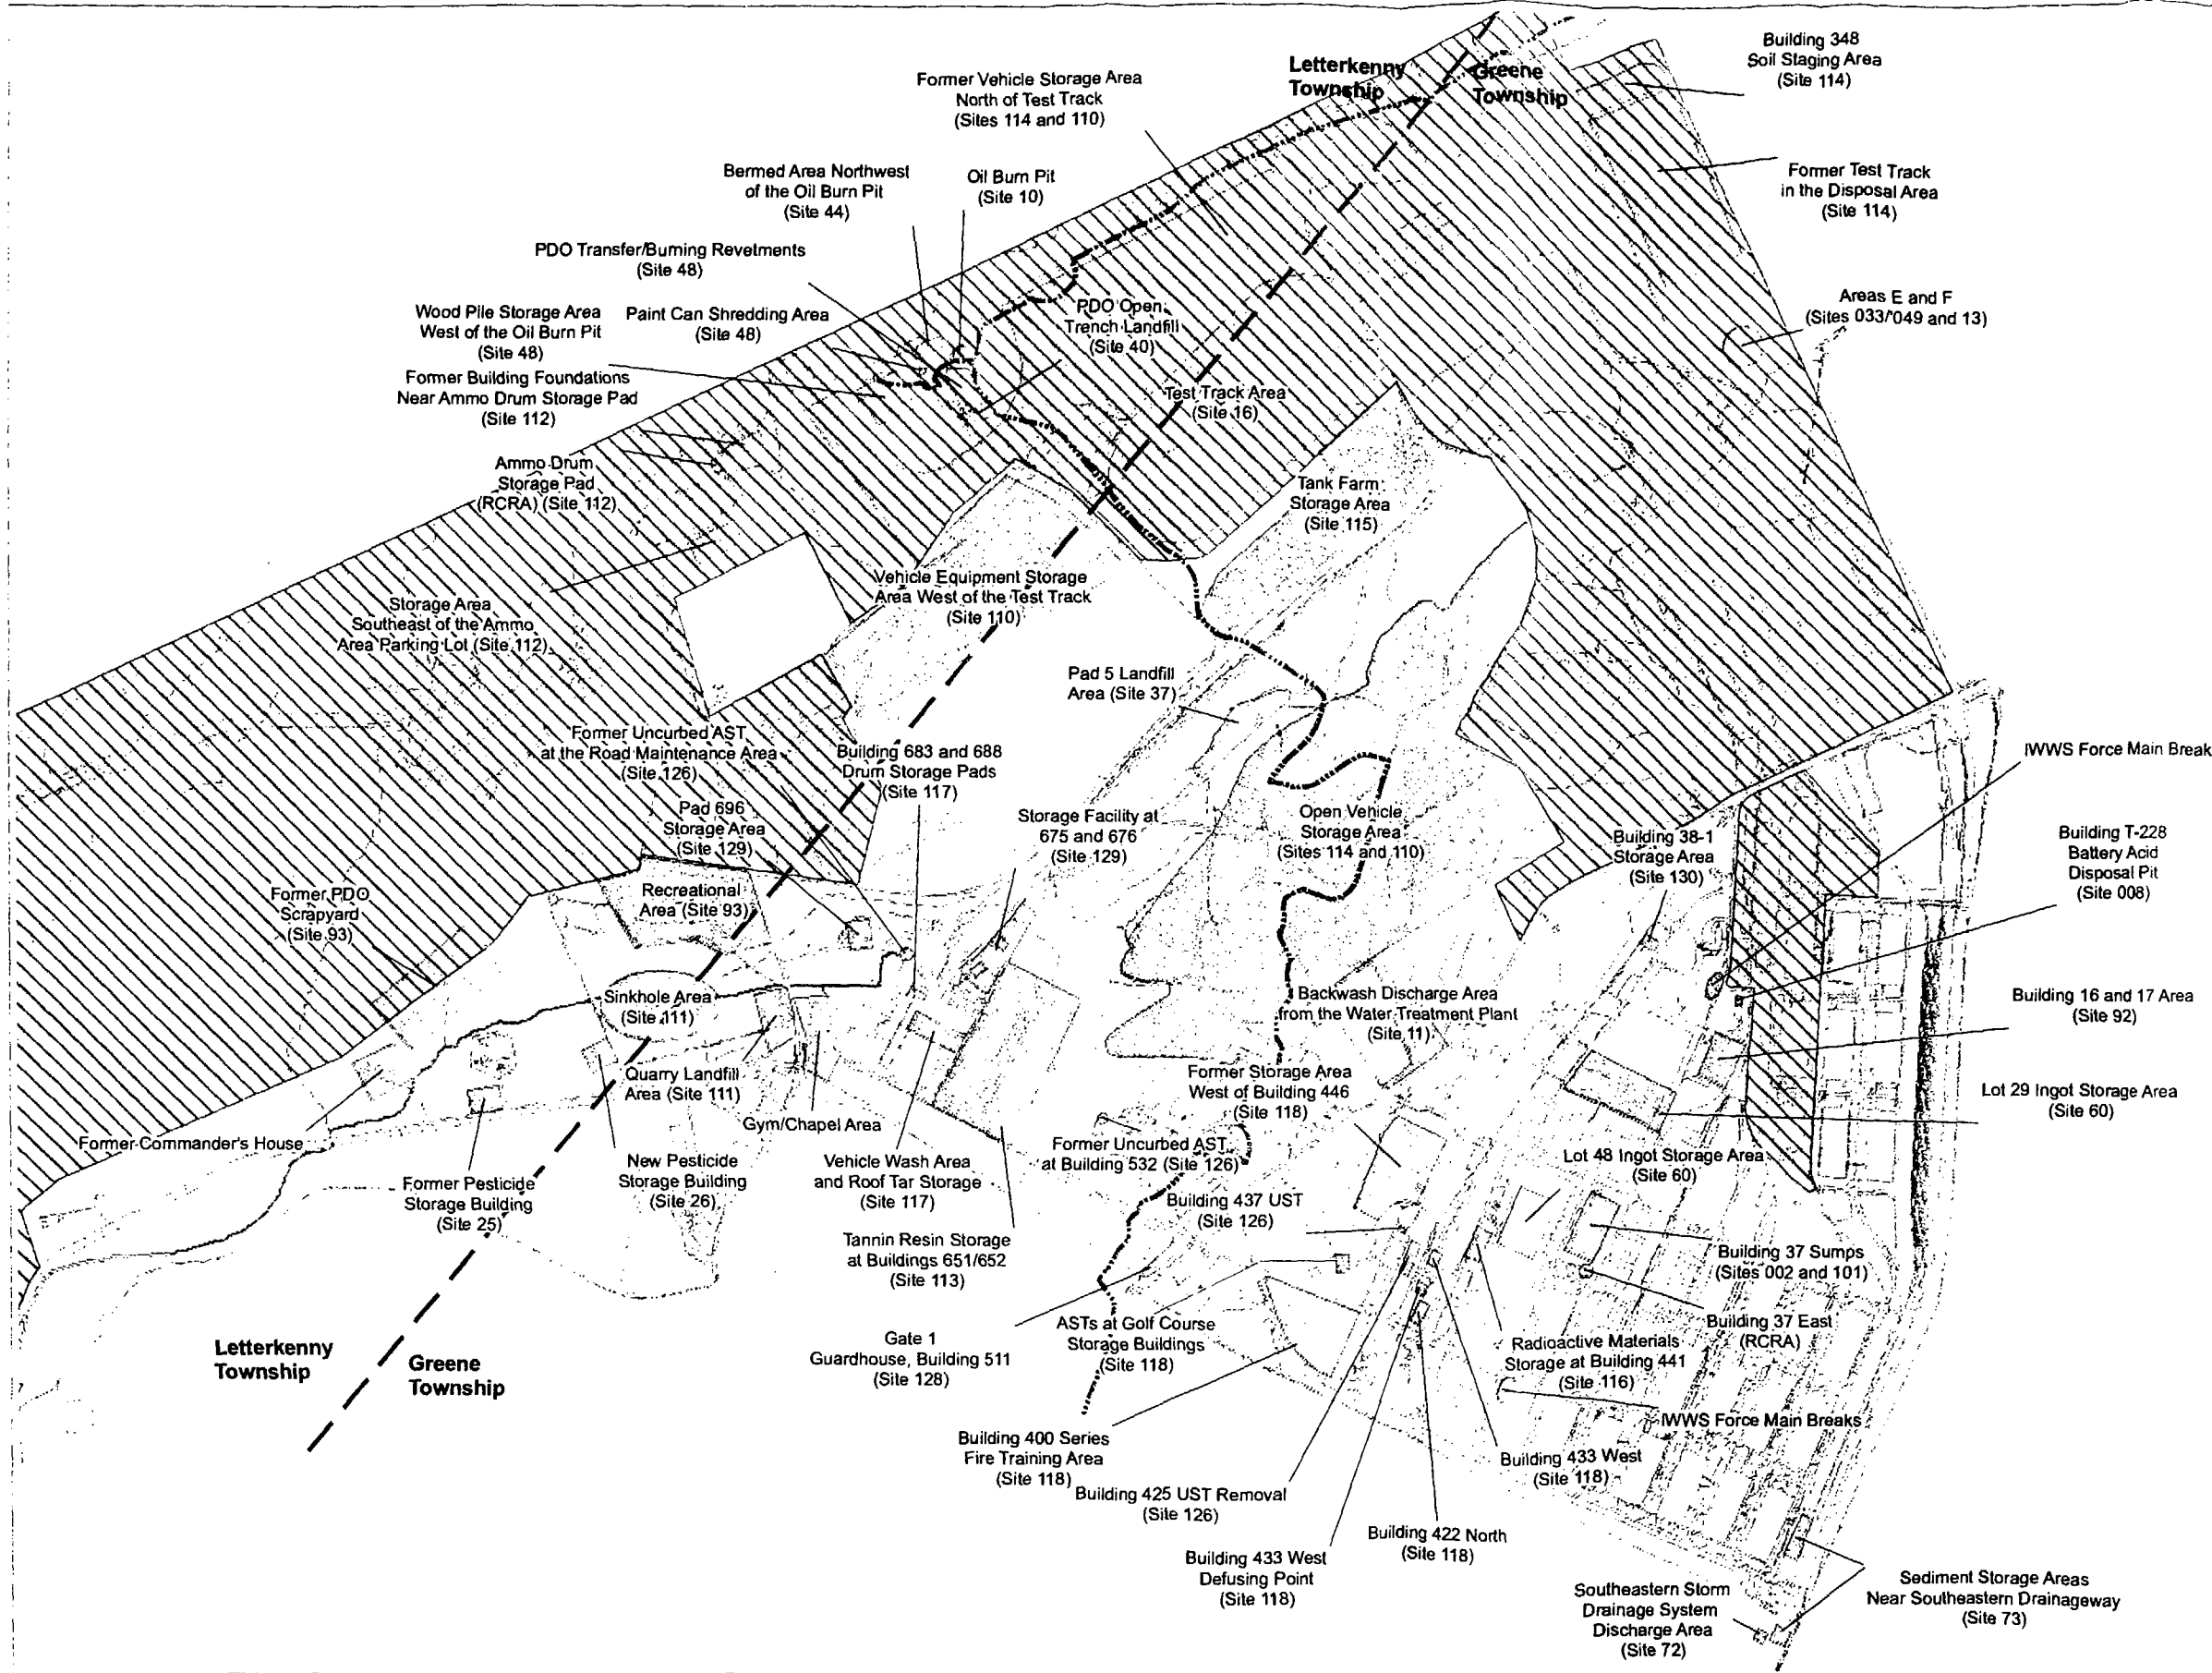 Building 348
Soil Staging Area
(Site 114)
Letterkenny
Township
Greene
Township
Former Vehicle Storage Area
North of Test Track
(Sites 114 and 110)
Former Test Track
in the Disposal Area
(Site 114)
Bermed Area Northwest
of the Oil Burn Pit
(Site 44)
Oil Burn Pit
(Site 10)
PDO Transfer/Burning Revetments
(Site 48)
Areas E and F
(Sites 033/049 and 13)
Wood Pile Storage Area
West of the Oil Burn Pit
(Site 48)
Paint Can Shredding Area
(Site 48)
PDO Open
Trench Landfill
(Site 40)
Former Building Foundations
Near Ammo Drum Storage Pad
(Site 112)
Test Track Area
(Site 16)
Ammo Drum
Storage Pad
(RCRA) (Site 112)
Tank Farm
Storage Area
(Site 115)
Vehicle Equipment Storage
Area West of the Test Track
(Site 110)
Storage Area
Southeast of the Ammo
Area Parking Lot (Site 112)
Pad 5 Landfill
Area (Site 37)
Former Uncurbed AST
at the Road Maintenance Area
(Site 126)
Building 683 and 688
Drum Storage Pads
(Site 117)
IWWS Force Main Break
Pad 696
Storage Area
(Site 129)
Storage Facility at
675 and 676
(Site 129)
Open Vehicle
Storage Area
(Sites 114 and 110)
Building 38-1
Storage Area
(Site 130)
Building T-228
Battery Acid
Disposal Pit
(Site 008)
Former PDO
Scrapyard
(Site 93)
Recreational
Area (Site 93)
Sinkhole Area
(Site 111)
Backwash Discharge Area
from the Water Treatment Plant
(Site 11)
Building 16 and 17 Area
(Site 92)
Quarry Landfill
Area (Site 111)
Former Storage Area
West of Building 446
(Site 118)
Lot 29 Ingot Storage Area
(Site 60)
Former Commander's House
Gym/Chapel Area
Former Pesticide
Storage Building
(Site 25)
New Pesticide
Storage Building
(Site 26)
Vehicle Wash Area
and Roof Tar Storage
(Site 117)
Former Uncurbed AST
at Building 532 (Site 126)
Lot 48 Ingot Storage Area
(Site 60)
Building 437 UST
(Site 126)
Tannin Resin Storage
at Buildings 651/652
(Site 113)
Building 37 Sumps
(Sites 002 and 101)
Letterkenny
Township
Greene
Township
Gate 1
Guardhouse, Building 511
(Site 128)
ASTs at Golf Course
Storage Buildings
(Site 118)
Building 37 East
(RCRA)
Radioactive Materials
Storage at Building 441
(Site 116)
IWWS Force Main Breaks
Building 400 Series
Fire Training Area
(Site 118)
Building 433 West
(Site 118)
Building 425 UST Removal
(Site 126)
Building 422 North
(Site 118)
Building 433 West
Defusing Point
(Site 118)
Southeastern Storm
Drainage System
Discharge Area
(Site 72)
Sediment Storage Areas
Near Southeastern Drainageway
(Site 73)